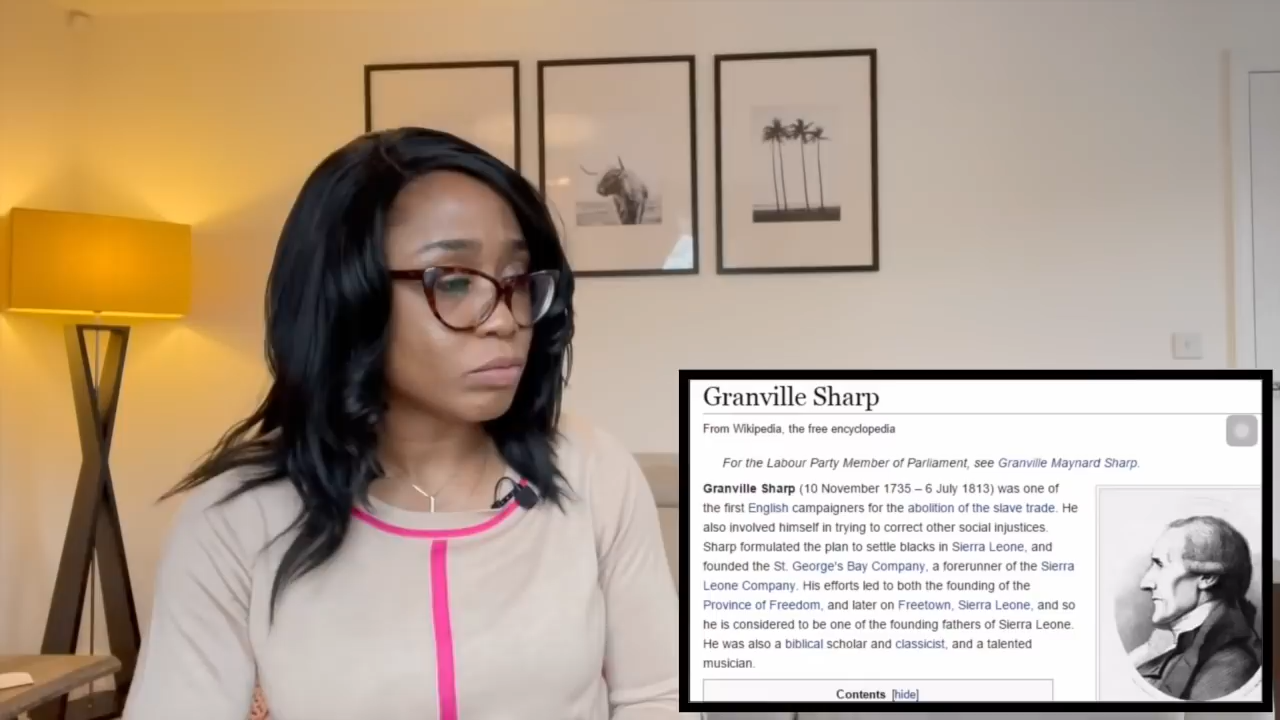 Granville Sharp
From Wikipedia, the free encyclopedia
For the Labour Party Member of Parliament, see Granville Maynard Sharp.
Granville Sharp (10 November 1735 – 6 July 1813) was one of
the first English campaigners for the abolition of the slave trade. He
also involved himself in trying to correct other social injustices.
Sharp formulated the plan to settle blacks in Sierra Leone, and
founded the St. George's Bay Company, a forerunner of the Sierra
Leone Company. His efforts led to both the founding of the
Province of Freedom, and later on Freetown, Sierra Leone, and so
he is considered to be one of the founding fathers of Sierra Leone.
He was also a biblical scholar and classicist, and a talented
musician.
Contents [hide]